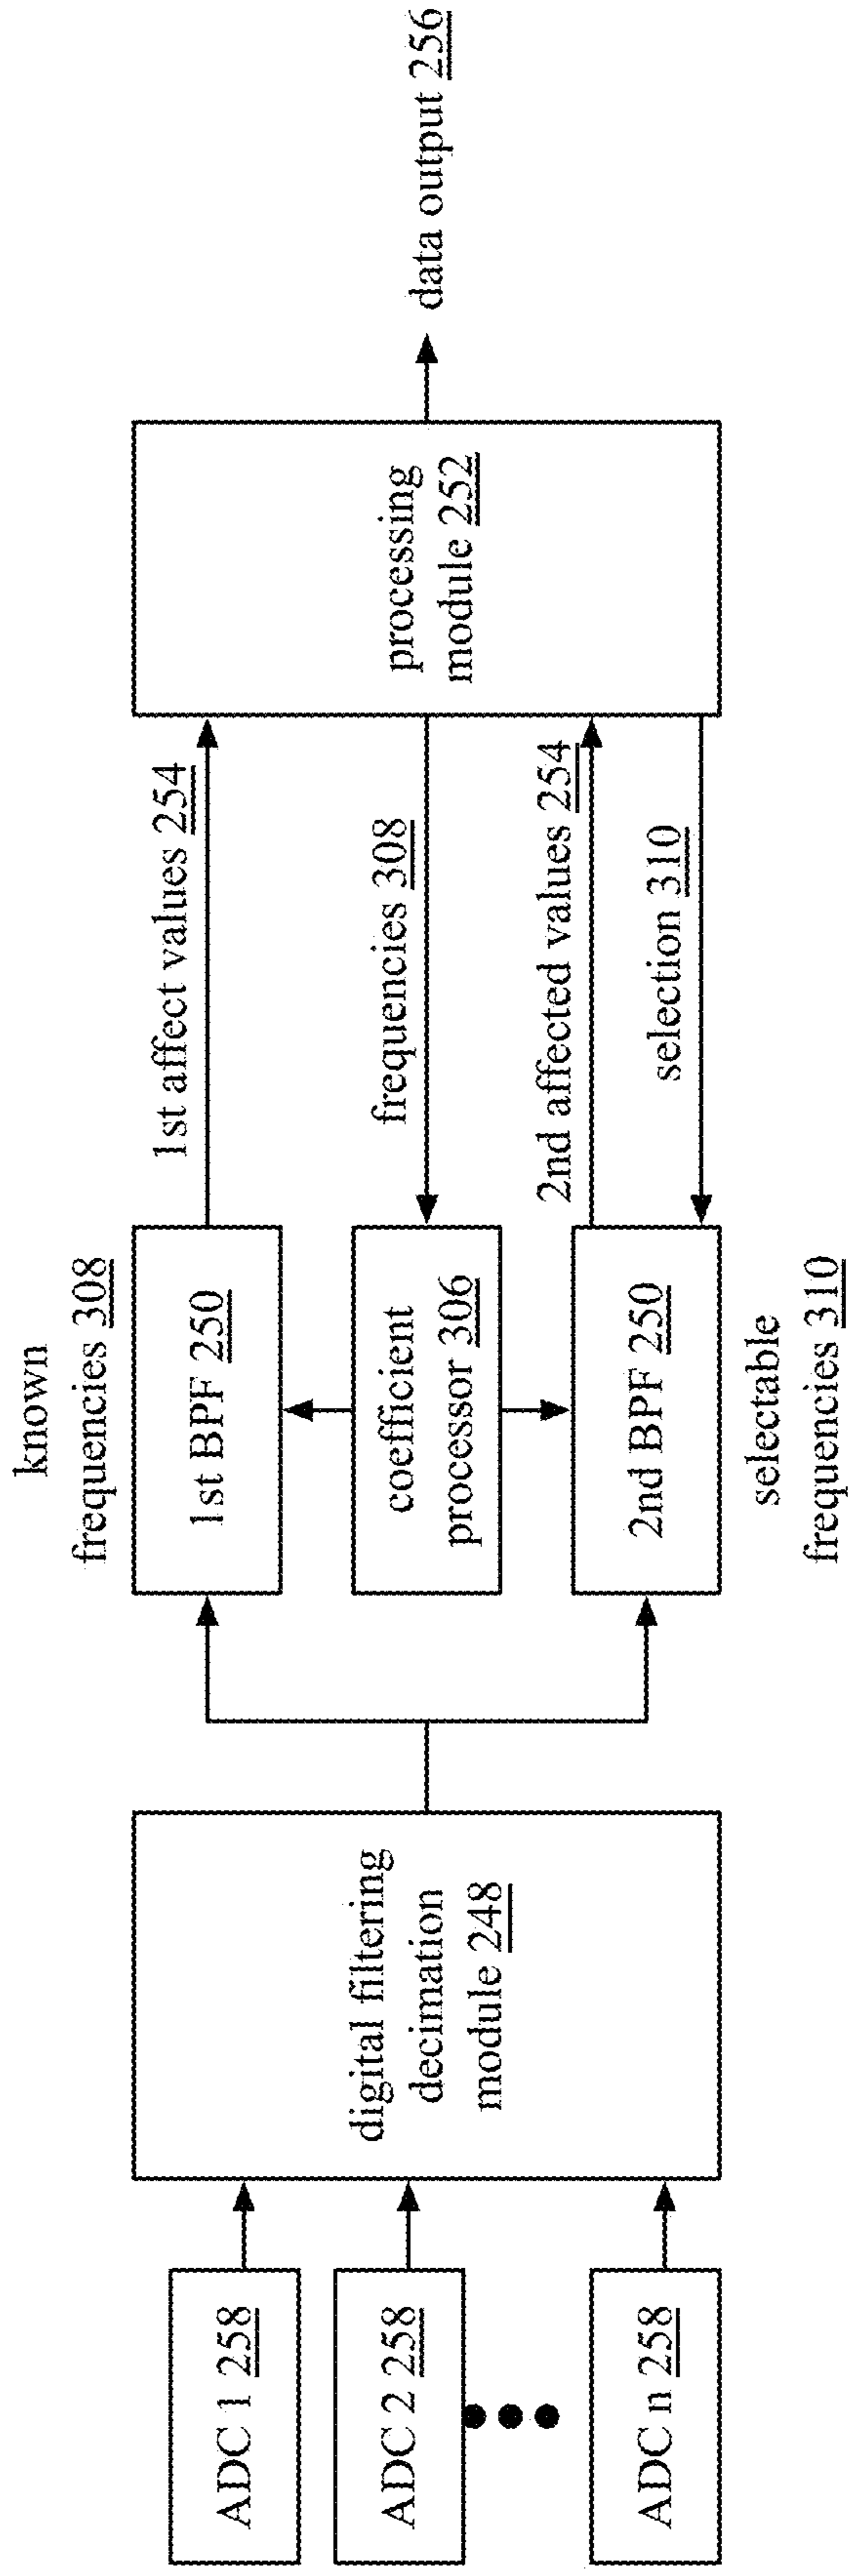 ADC 1 258
ADC 2 258
ADC n 258
digital filtering
decimation
module 248
known
frequencies 308
1st BPF 250
coefficient
processor 306
2nd BPF 250
selectable
frequencies 310
1st affect values 254
frequencies 308
2nd affected values 254
selection 310
processing
module 252
data output 256